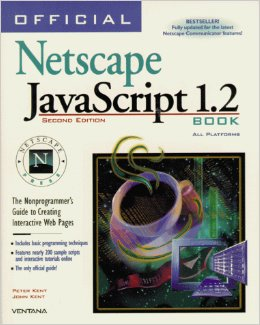 OFFICIAL
BESTSELLER!
Fully updated for the latest
Netscape Communicator features!
Netscape
JavaScript 1.2
SECOND EDITION
BOOK
ALL PLATFORMS
NETSCAPE
N
PRESS
The Nonprogrammer's
Guide to Creating
Interactive Web Pages
• Includes basic programming techniques
• Features nearly 200 sample scripts
and interactive tutorials online
• The only official guide!
PETER KENT
JOHN KENT
VENTANA